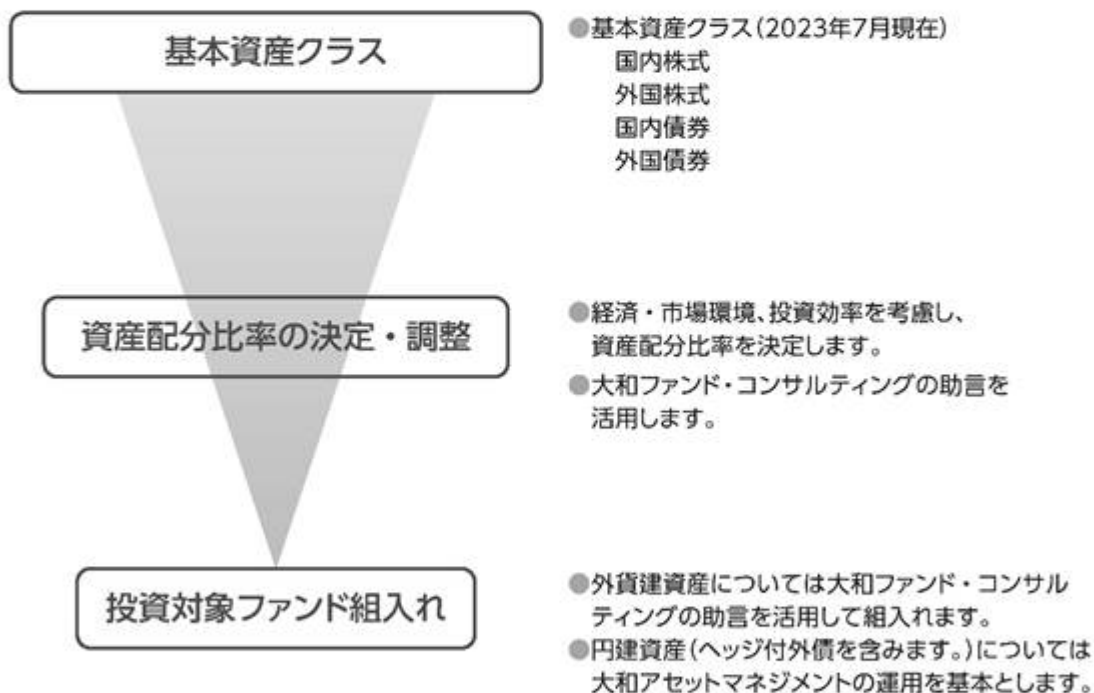 基本資産クラス
●基本資産クラス(2023年7月現在)
国内株式
外国株式
国内債券
外国債券
資産配分比率の決定・調整
●経済・市場環境、投資効率を考慮し、
資産配分比率を決定します。
●大和ファンド・コンサルティングの助言を
活用します。
投資対象ファンド組入れ
●外貨建資産については大和ファンド・コンサル
ティングの助言を活用して組入れます。
●円建資産(ヘッジ付外債を含みます。)については
大和アセットマネジメントの運用を基本とします。